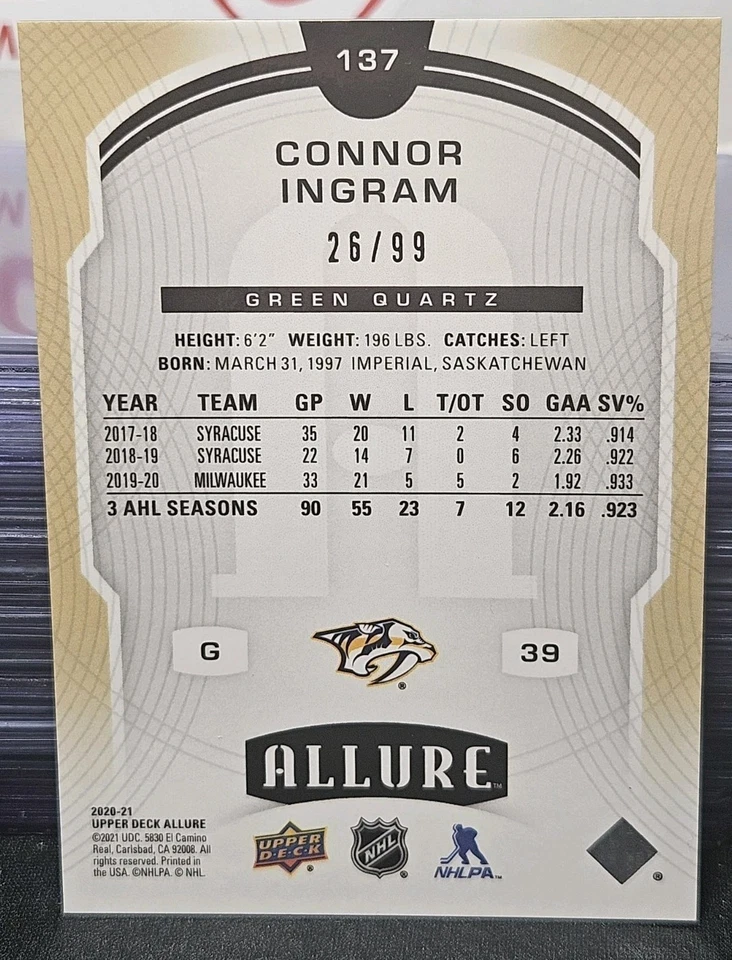 137
CONNOR
INGRAM
26/99
GREEN QUARTZ
HEIGHT: 6'2" WEIGHT: 196 LBS. CATCHES: LEFT
BORN: MARCH 31, 1997 IMPERIAL, SASKATCHEWAN
YEAR TEAM GP W L T/OT SO GAA SV%
2017-18 SYRACUSE 35 20 11 2 4 2.33 .914
2018-19 SYRACUSE 22 14 7 0 6 2.26 .922
2019-20 MILWAUKEE 33 21 5 5 2 1.92 .933
3 AHL SEASONS 90 55 23 7 12 2.16 .923
G 39
®
ALLURE™
2020-21
UPPER DECK ALLURE
©2021 UDC. 5830 El Camino
Real, Carlsbad, CA 92008. All
rights reserved. Printed in
the USA. ©NHLPA. © NHL.
UPPER
D·E·C·K ®
NHL ®
NHLPA™
®